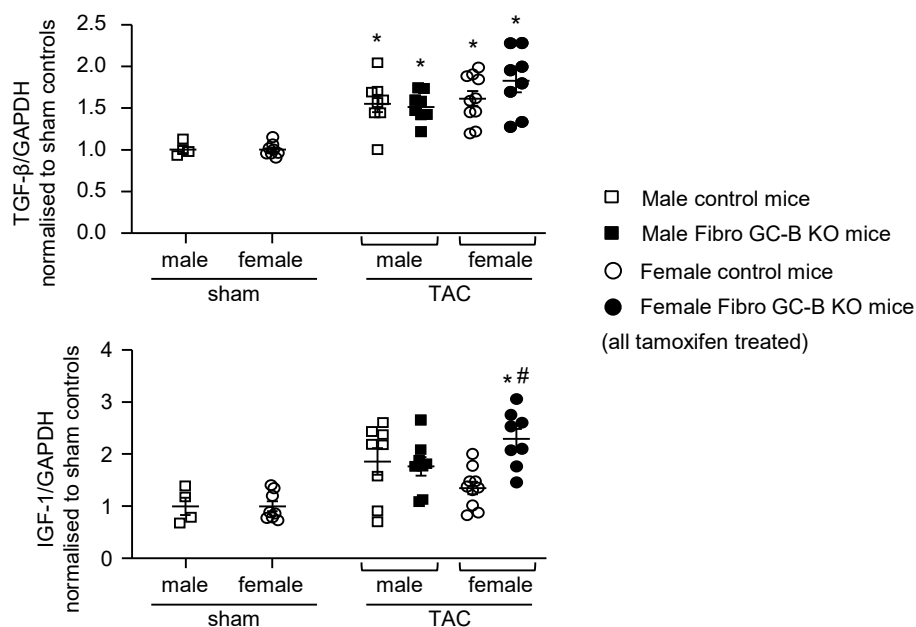 TGF-β/GAPDH
normalised to sham controls
2.5
2.0
1.5
1.0
0.5
0.0
* * * *
male female male female
sham TAC
Male control mice
Male Fibro GC-B KO mice
Female control mice
Female Fibro GC-B KO mice
(all tamoxifen treated)
IGF-1/GAPDH
normalised to sham controls
4
3
2
1
0
* #
male female male female
sham TAC